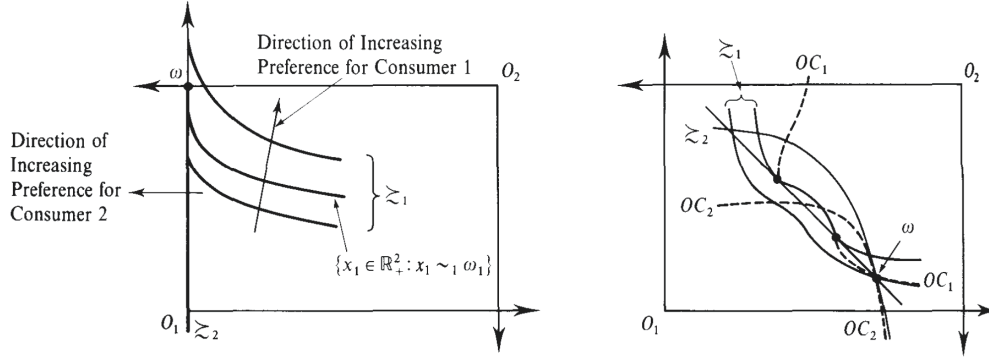 Direction of Increasing
Preference for Consumer 1
ω
O₂
Direction of
Increasing
Preference for
Consumer 2
≿₁
{x₁ ∈ ℝ²₊ : x₁ ∼₁ ω₁}
O₁
≿₂
≿₁
OC₁
O₂
≿₂
OC₂
ω
OC₁
O₁
OC₂